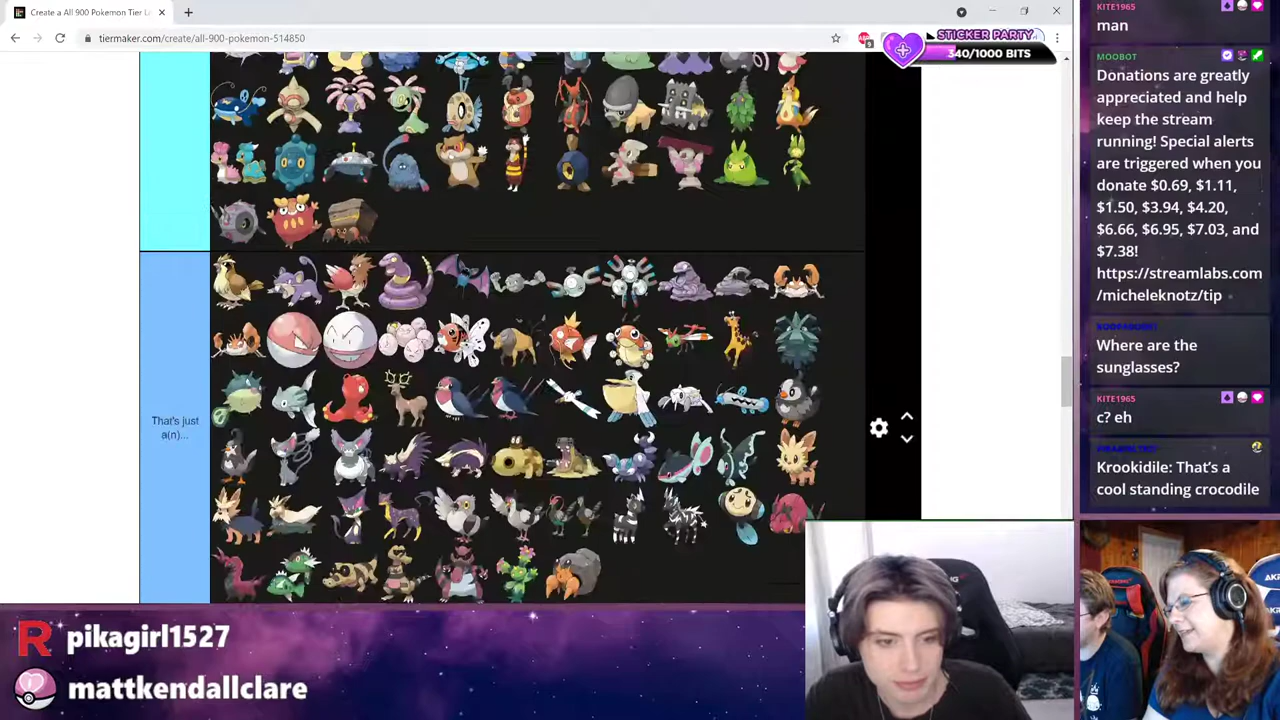 Create a All 900 Pokemon Tier Li
tiermaker.com/create/all-900-pokemon-514850
STICKER PARTY
340/1000 BITS
That's just
a(n)...
KITE1965
man
MOOBOT
Donations are greatly
appreciated and help
keep the stream
running! Special alerts
are triggered when you
donate $0.69, $1.11,
$1.50, $3.94, $4.20,
$6.66, $6.95, $7.03, and
$7.38!
https://streamlabs.com
/micheleknotz/tip
Where are the
sunglasses?
KITE1965
c? eh
Krookidile: That's a
cool standing crocodile
R pikagirl1527
mattkendallclare